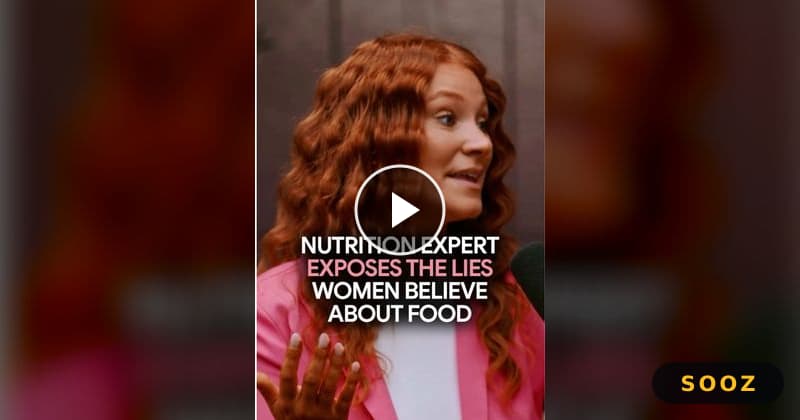 NUTRITION EXPERT
EXPOSES THE LIES
WOMEN BELIEVE
ABOUT FOOD
SOOZ